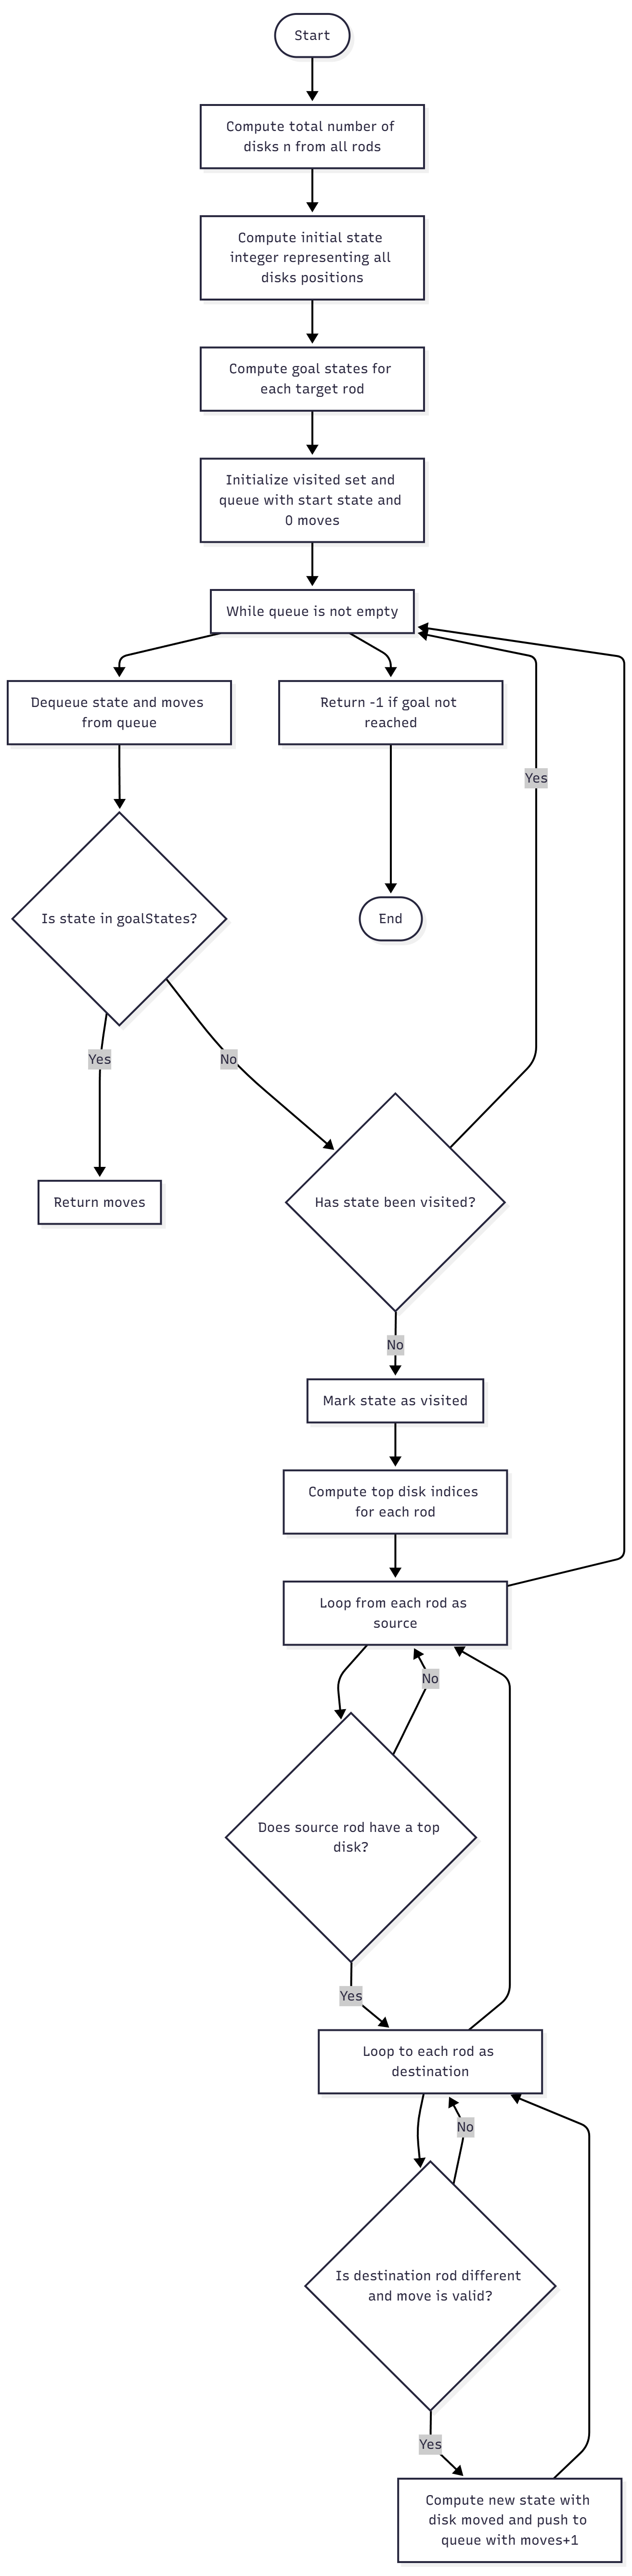 Start
Compute total number of
disks n from all rods
Compute initial state
integer representing all
disks positions
Compute goal states for
each target rod
Initialize visited set and
queue with start state and
0 moves
While queue is not empty
Dequeue state and moves
from queue
Return -1 if goal not
reached
Yes
Is state in goalStates?
End
Yes
No
Return moves
Has state been visited?
No
Mark state as visited
Compute top disk indices
for each rod
Loop from each rod as
source
No
Does source rod have a top
disk?
Yes
Loop to each rod as
destination
No
Is destination rod different
and move is valid?
Yes
Compute new state with
disk moved and push to
queue with moves+1